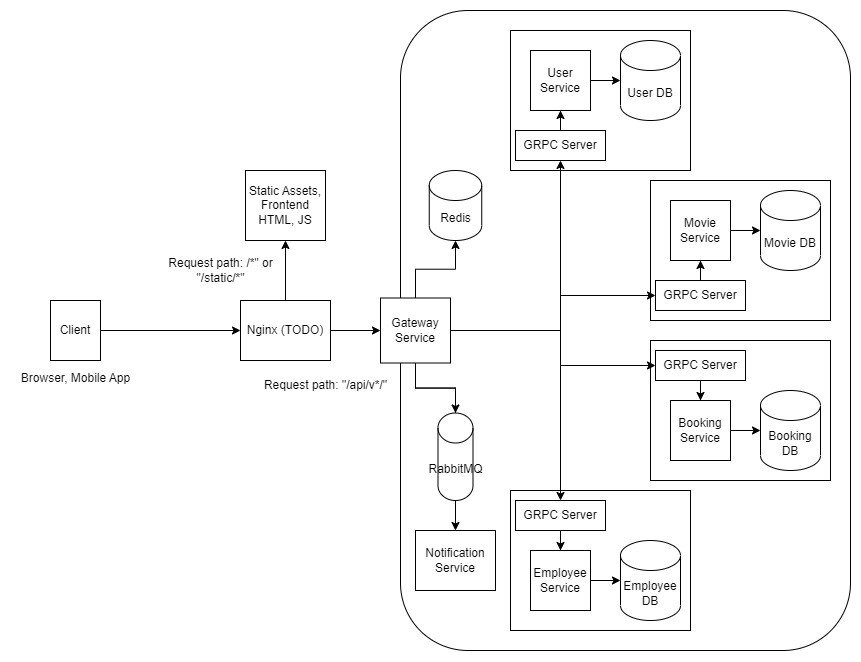 User
Service
User DB
GRPC Server
Static Assets,
Frontend
HTML, JS
Redis
Movie
Service
Movie DB
GRPC Server
Request path: /*" or
"/static/*"
Client
Nginx (TODO)
Gateway
Service
Browser, Mobile App
Request path: "/api/v*/"
GRPC Server
Booking
Service
Booking
DB
RabbitMQ
GRPC Server
Notification
Service
Employee
Service
Employee
DB